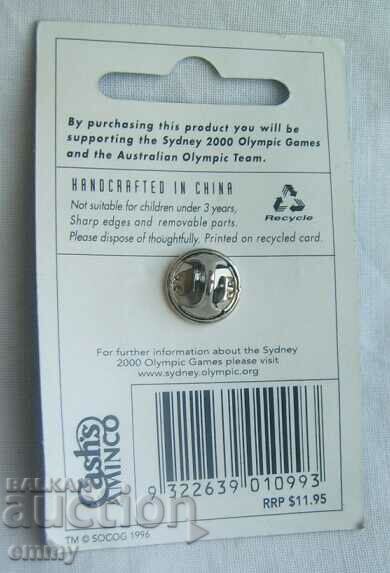 By purchasing this product you will be
supporting the Sydney 2000 Olympic Games
and the Australian Olympic Team.
HANDCRAFTED IN CHINA
Not suitable for children under 3 years,
Sharp edges and removable parts.
Please dispose of thoughtfully. Printed on recycled card.
Recycle
For further information about the Sydney
2000 Olympic Games please visit
www.sydney.olympic.org
Cash's
AMINCO
9 322639 010993
RRP $11.95
TM © SOCOG 1996
BALKAN
auction
emmy